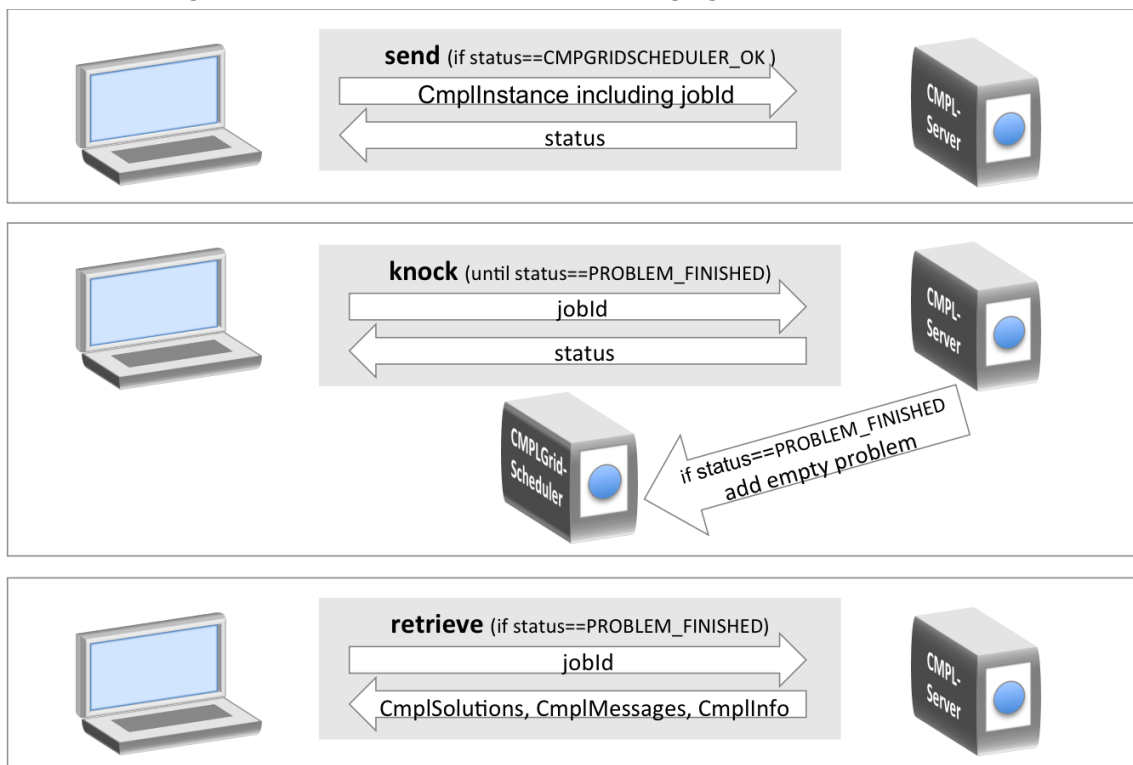 send (if status==CMPGRIDSCHEDULER_OK )
CmplInstance including jobId
status
CMPL-
Server
knock (until status==PROBLEM_FINISHED)
jobId
status
CMPL-
Server
if status==PROBLEM_FINISHED
add empty problem
CMPLGrid-
Scheduler
retrieve (if status==PROBLEM_FINISHED)
jobId
CmplSolutions, CmplMessages, CmplInfo
CMPL-
Server